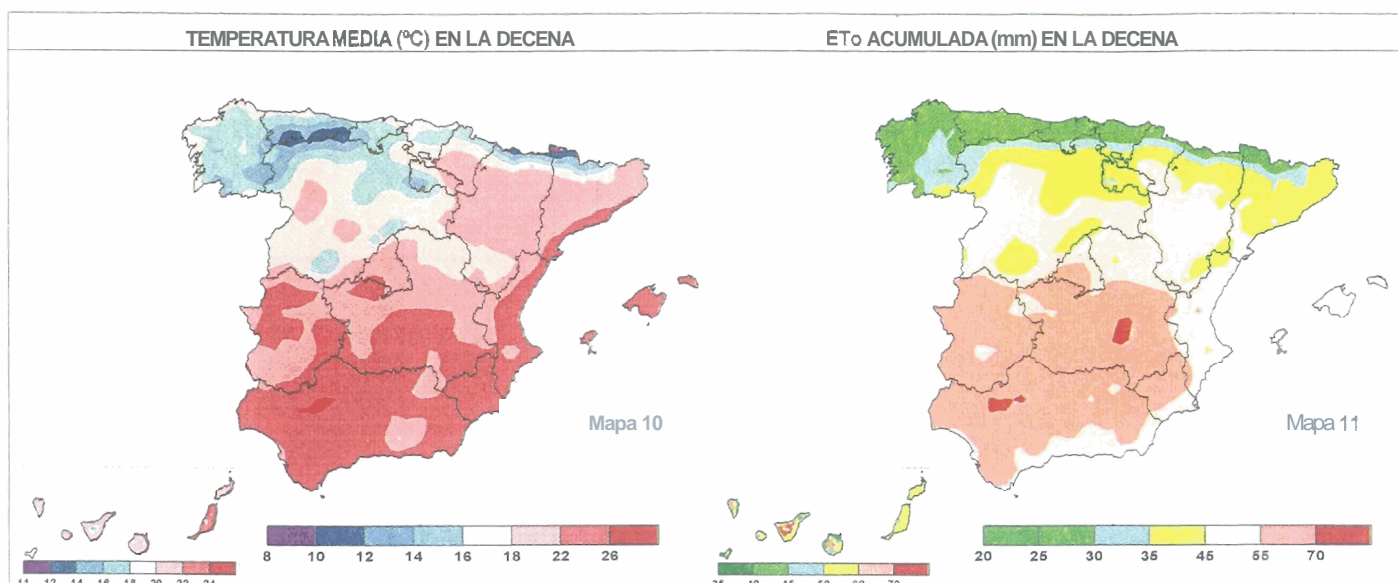 TEMPERATURA MEDIA (ºC) EN LA DECENA
ETo ACUMULADA (mm) EN LA DECENA
Mapa 10
Mapa 11
8 10 12 14 16 18 22 26
20 25 30 35 45 55 70